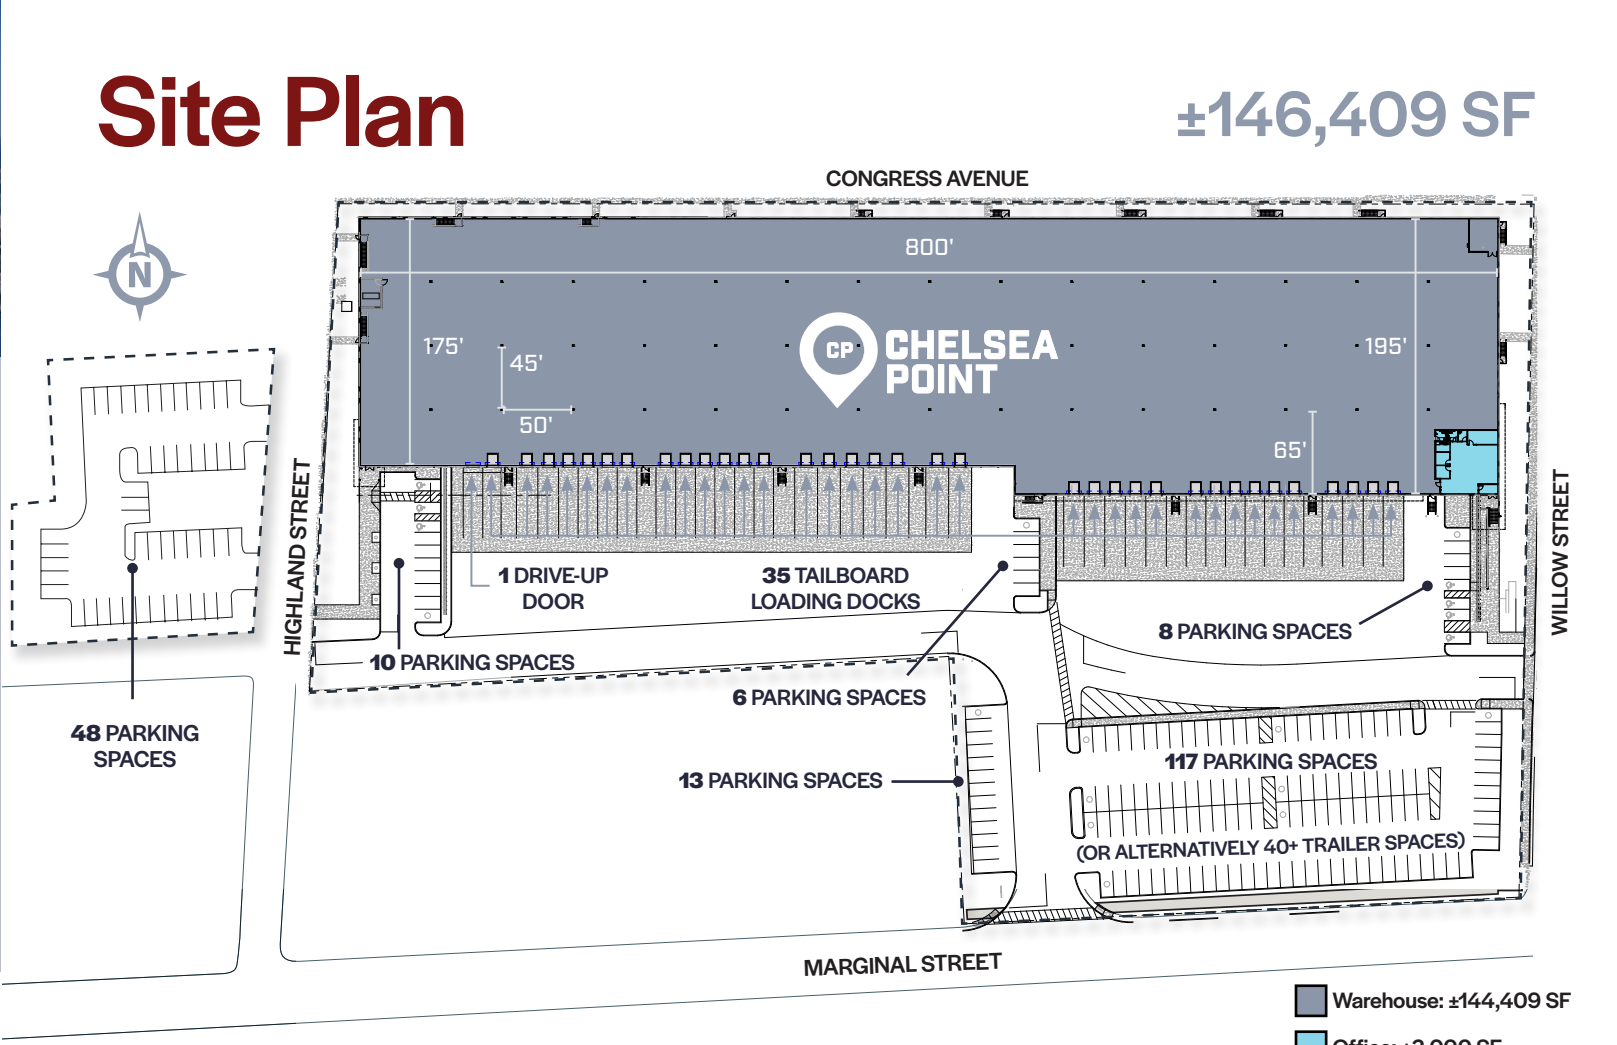 Site Plan
±146,409 SF
CONGRESS AVENUE
N
800'
175'
45'
50'
CP
CHELSEA
POINT
195'
65'
HIGHLAND STREET
WILLOW STREET
1 DRIVE-UP
DOOR
35 TAILBOARD
LOADING DOCKS
8 PARKING SPACES
10 PARKING SPACES
6 PARKING SPACES
48 PARKING
SPACES
13 PARKING SPACES
117 PARKING SPACES
(OR ALTERNATIVELY 40+ TRAILER SPACES)
MARGINAL STREET
Warehouse: ±144,409 SF